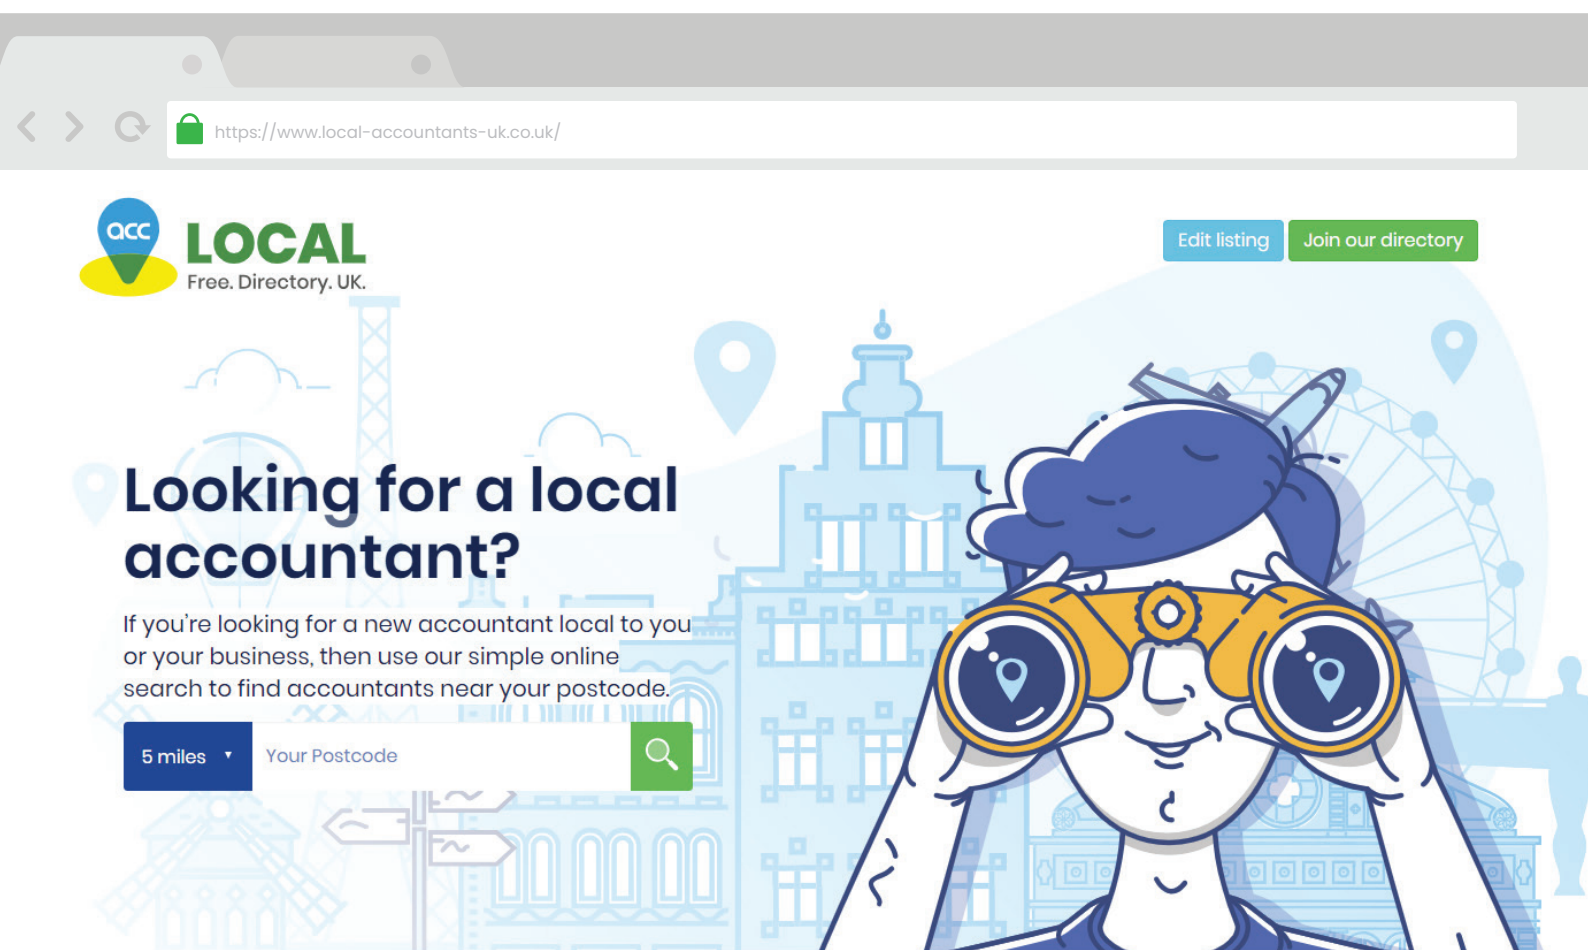 https://www.local-accountants-uk.co.uk/
acc
LOCAL
Free. Directory. UK.
Edit listing
Join our directory
Looking for a local
accountant?
If you're looking for a new accountant local to you
or your business, then use our simple online
search to find accountants near your postcode.
5 miles
Your Postcode